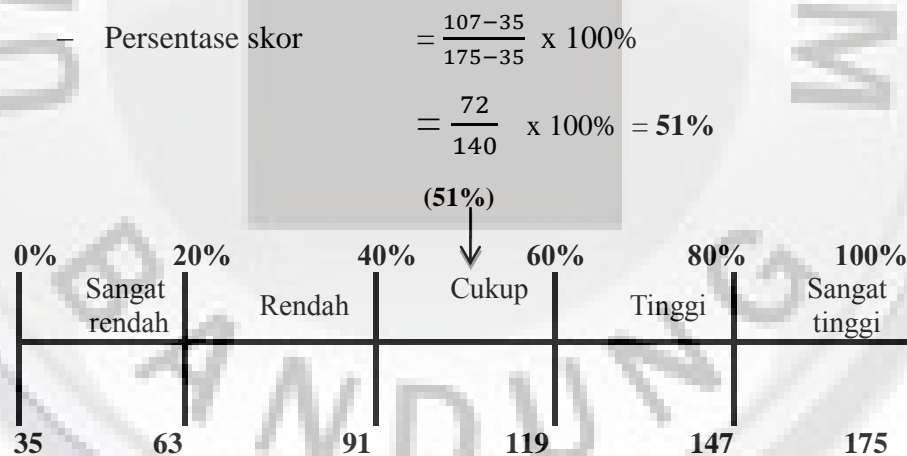 – Persentase skor = 107−35 / 175−35 x 100%
= 72 / 140 x 100% = 51%
(51%)
0% 20% 40% 60% 80% 100%
Sangat rendah Rendah Cukup Tinggi Sangat tinggi
35 63 91 119 147 175
BANDUNG